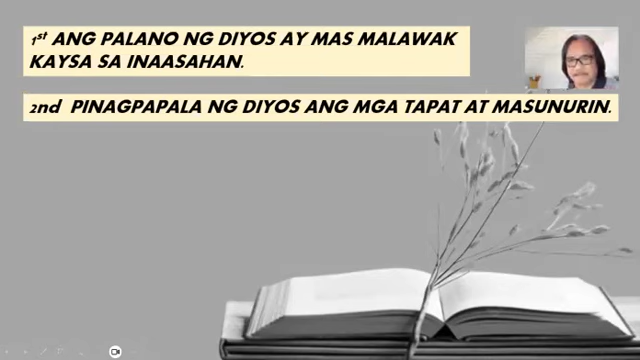 1st ANG PALANO NG DIYOS AY MAS MALAWAK
KAYSA SA INAASAHAN.
2nd PINAGPAPALA NG DIYOS ANG MGA TAPAT AT MASUNURIN.